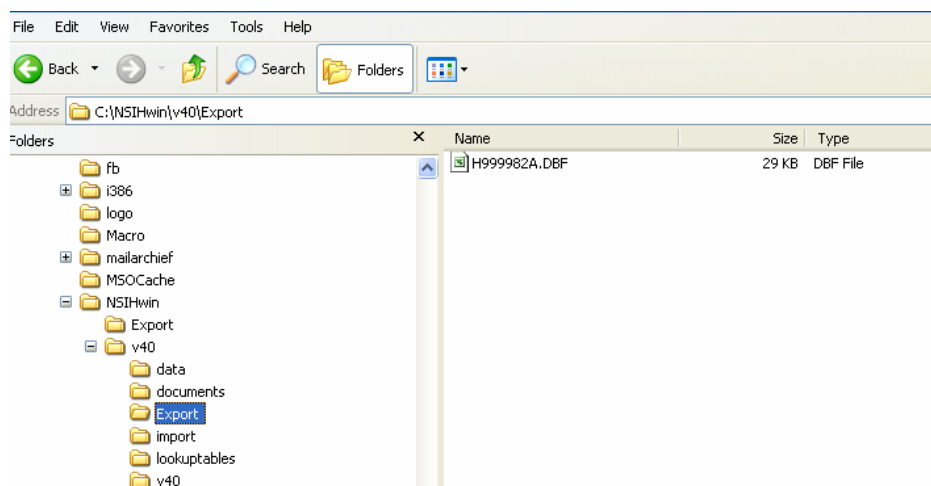 File Edit View Favorites Tools Help
Back Search Folders
Address C:\NSIHwin\v40\Export
Folders x Name Size Type
fb H999982A.DBF 29 KB DBF File
i386
logo
Macro
mailarchief
MSOCache
NSIHwin
Export
v40
data
documents
Export
import
lookuptables
v40